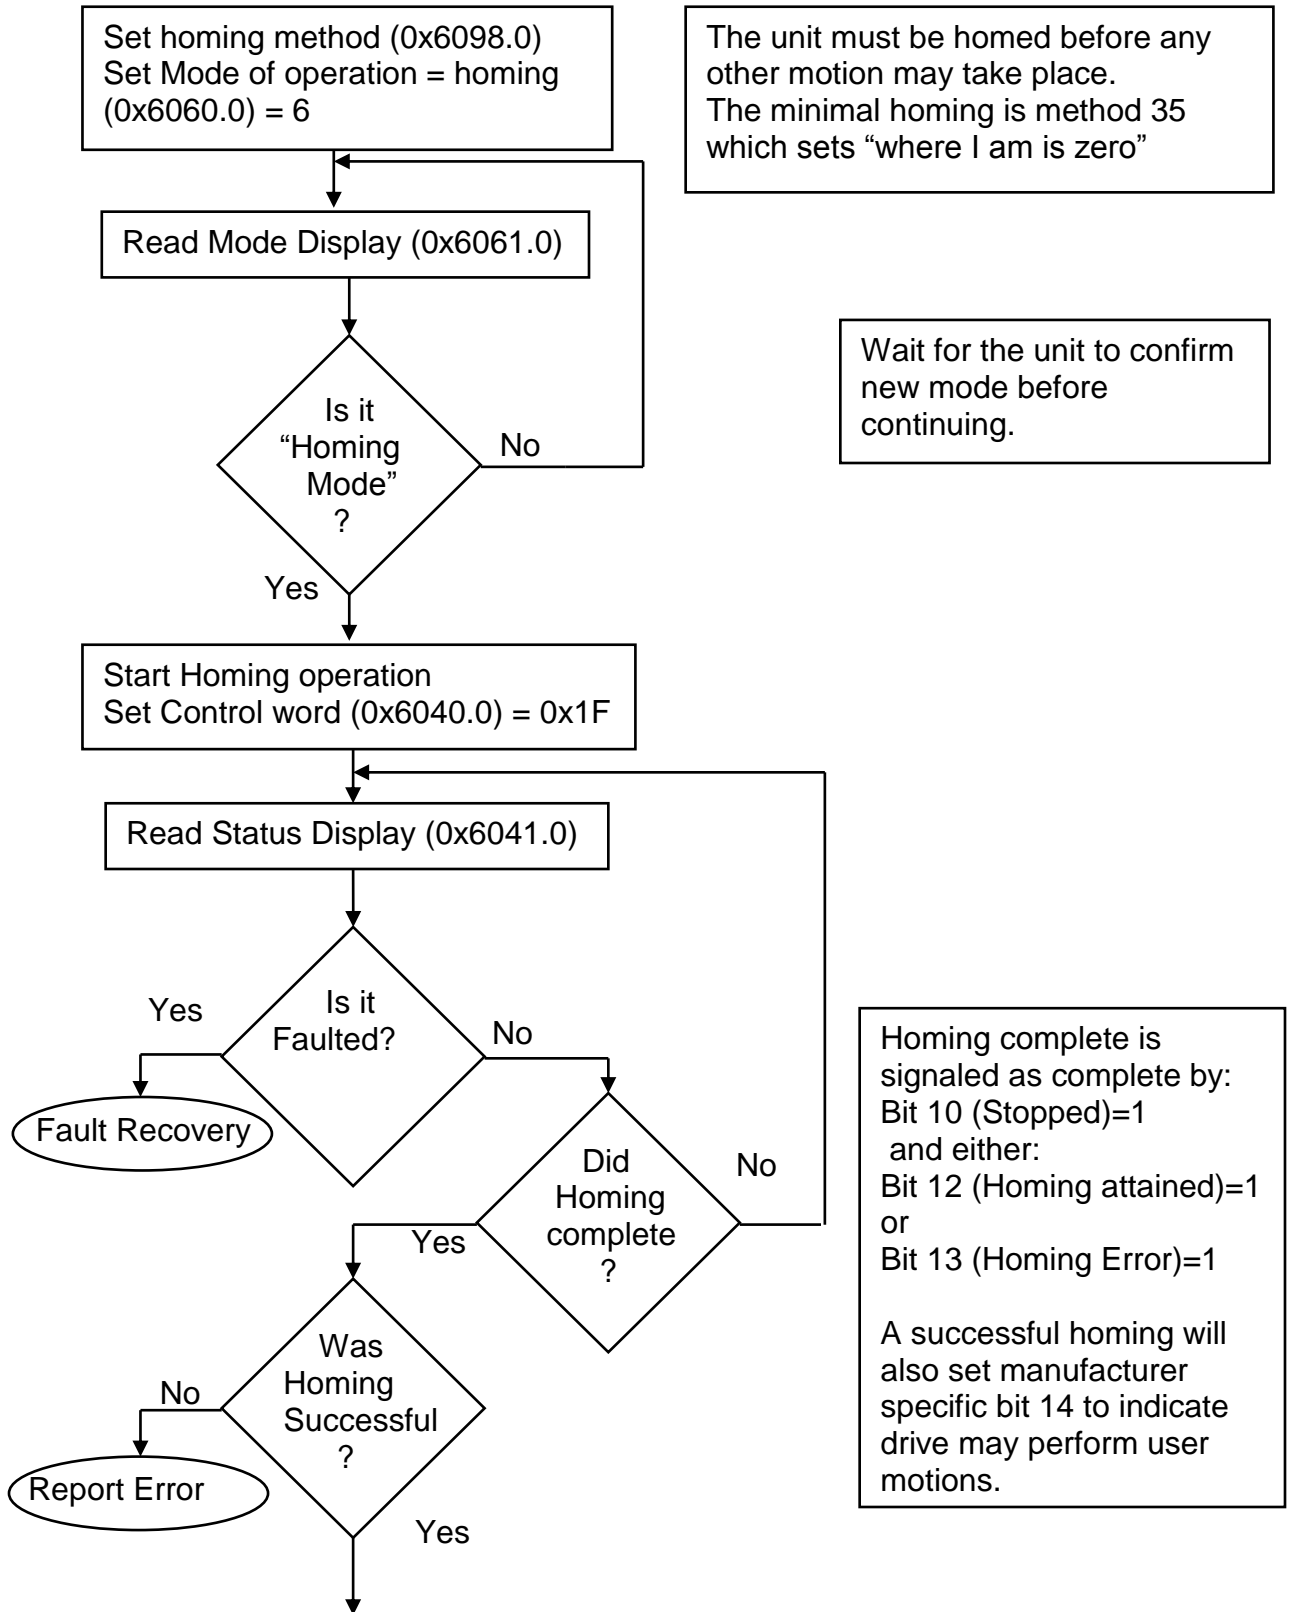 Set homing method (0x6098.0)
Set Mode of operation = homing
(0x6060.0) = 6
The unit must be homed before any
other motion may take place.
The minimal homing is method 35
which sets “where I am is zero”
Read Mode Display (0x6061.0)
Wait for the unit to confirm
new mode before
continuing.
Is it
“Homing
Mode”
?
No
Yes
Start Homing operation
Set Control word (0x6040.0) = 0x1F
Read Status Display (0x6041.0)
Is it
Faulted?
Yes
No
Fault Recovery
Did
Homing
complete
?
No
Yes
Homing complete is
signaled as complete by:
Bit 10 (Stopped)=1
and either:
Bit 12 (Homing attained)=1
or
Bit 13 (Homing Error)=1
A successful homing will
also set manufacturer
specific bit 14 to indicate
drive may perform user
motions.
Was
Homing
Successful
?
No
Report Error
Yes